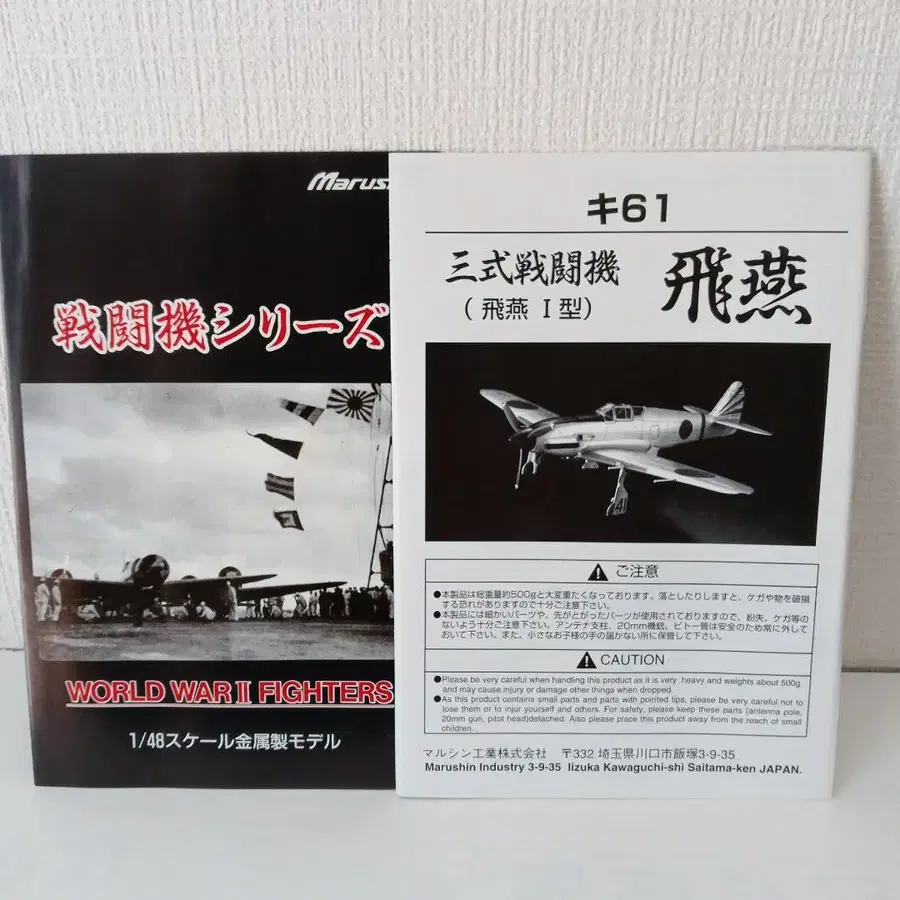 Marus
戦闘機シリーズ
WORLD WAR II FIGHTERS
1/48スケール金属製モデル
キ61
三式戦闘機
(飛燕 I 型)
飛燕
ご注意
●本製品は総重量約500gと大変重たくなっております。落としたりしますと、ケガや物を破損
する恐れがありますので十分ご注意下さい。
●本製品には細かいパーツや、先がとがったパーツが使用されておりますので、紛失、ケガ等の
ないよう十分ご注意下さい。アンテナ支柱、20mm機銃、ピトー管は安全のため常に外して
おいて下さい。また、小さなお子様の手の届かない所に保管して下さい。
CAUTION
●Please be very careful when handling this product as it is very heavy and weights about 500g
and may cause injury or damage other things when dropped.
●As this product contains small parts and parts with pointed lips, please be very careful not to
lose them or to injur yourself and others. For safety, please keep these parts (antenna pole,
20mm gun, pitot head)detached. Also please place this product away from the reach of small
children.
マルシン工業株式会社 〒332 埼玉県川口市飯塚3-9-35
Marushin Industry 3-9-35 Iizuka Kawaguchi-shi Saitama-ken JAPAN.